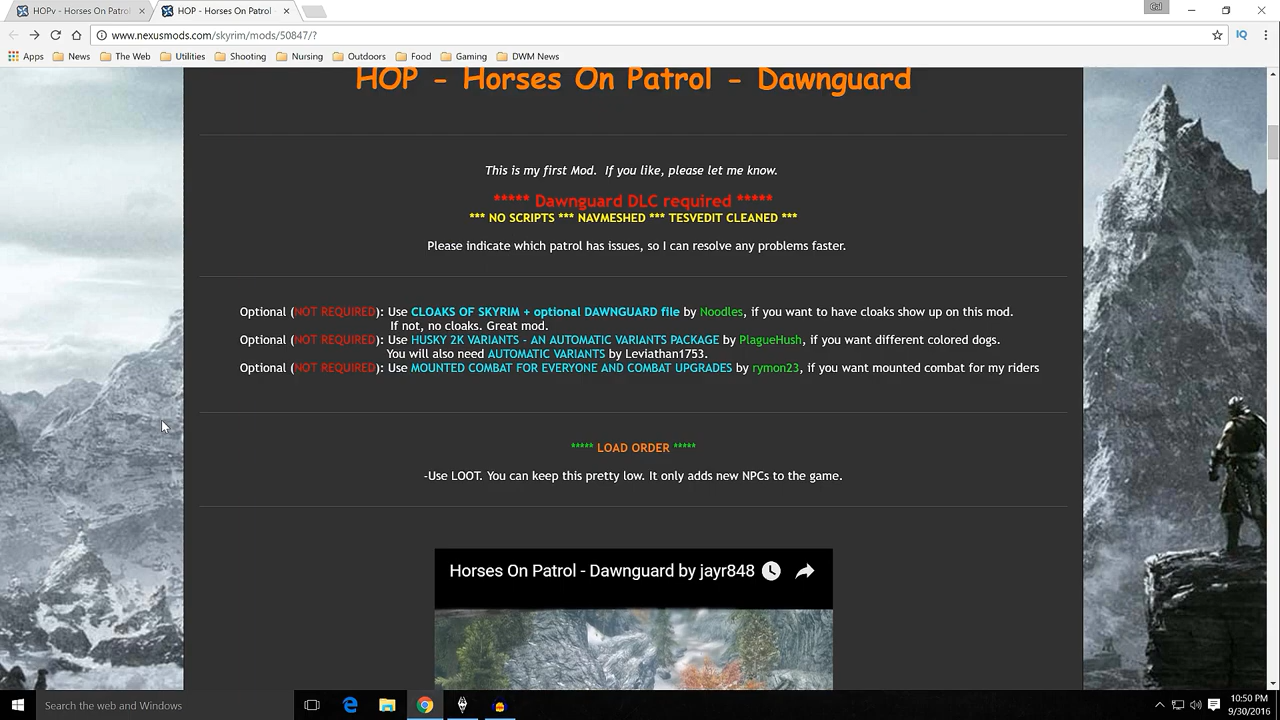 HOPv - Horses On Patrol
HOP - Horses On Patrol -
Gil
www.nexusmods.com/skyrim/mods/50847/?
IQ
Apps News The Web Utilities Shooting Nursing Outdoors Food Gaming DWM News
HOP - Horses On Patrol - Dawnguard
This is my first Mod. If you like, please let me know.
***** Dawnguard DLC required *****
*** NO SCRIPTS *** NAVMESHED *** TESVEDIT CLEANED ***
Please indicate which patrol has issues, so I can resolve any problems faster.
Optional (NOT REQUIRED): Use CLOAKS OF SKYRIM + optional DAWNGUARD file by Noodles, if you want to have cloaks show up on this mod.
If not, no cloaks. Great mod.
Optional (NOT REQUIRED): Use HUSKY 2K VARIANTS - AN AUTOMATIC VARIANTS PACKAGE by PlagueHush, if you want different colored dogs.
You will also need AUTOMATIC VARIANTS by Leviathan1753.
Optional (NOT REQUIRED): Use MOUNTED COMBAT FOR EVERYONE AND COMBAT UPGRADES by rymon23, if you want mounted combat for my riders
***** LOAD ORDER *****
-Use LOOT. You can keep this pretty low. It only adds new NPCs to the game.
Horses On Patrol - Dawnguard by jayr848
Search the web and Windows
10:50 PM
9/30/2016